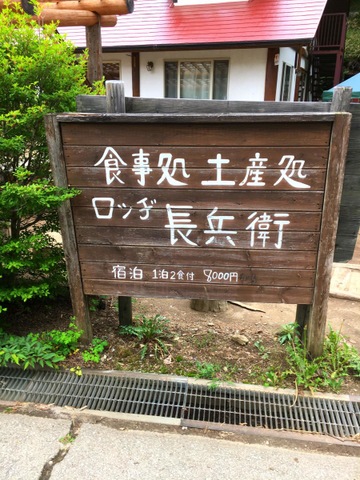 食事処 土産処
ロッヂ 長兵衛
宿泊 1泊2食付 8000円